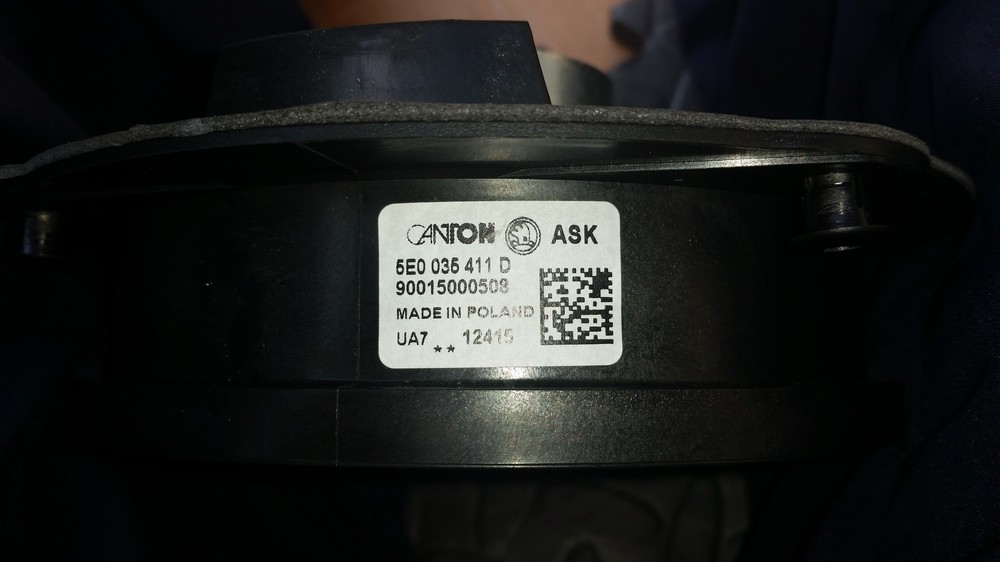 CANTON ASK
5E0 035 411 D
90015000508
MADE IN POLAND
UA7 ** 12415